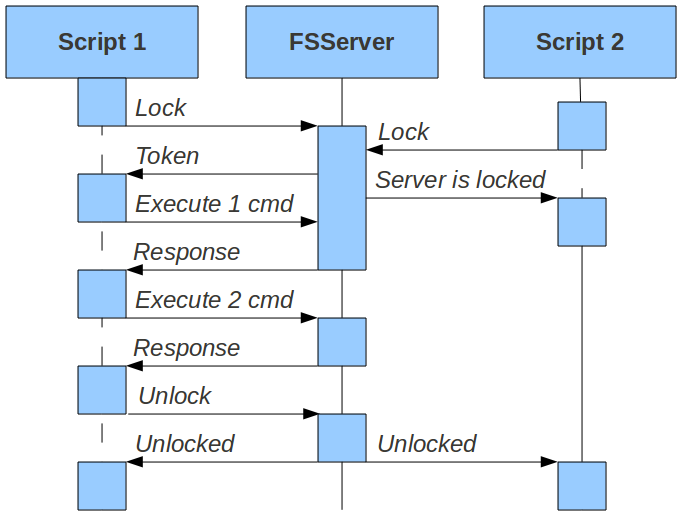 Script 1
FSServer
Script 2
Lock
Lock
Token
Server is locked
Execute 1 cmd
Response
Execute 2 cmd
Response
Unlock
Unlocked
Unlocked